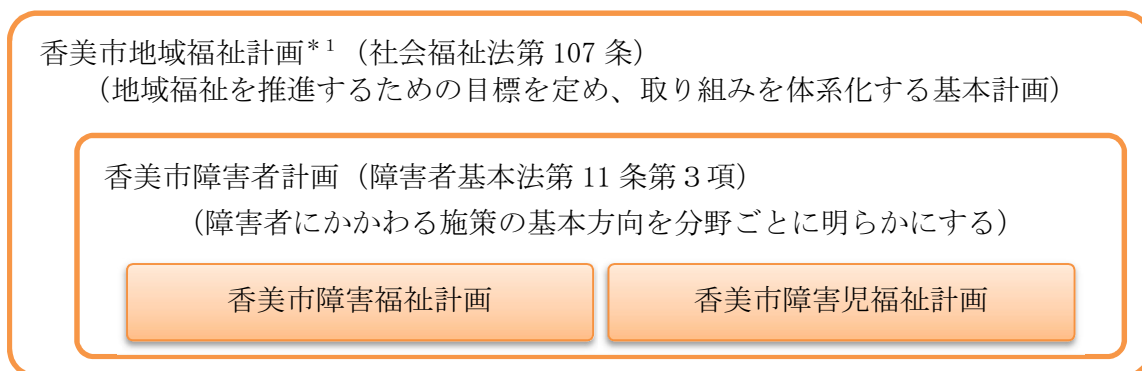 香美市地域福祉計画*1（社会福祉法第 107 条）
（地域福祉を推進するための目標を定め、取り組みを体系化する基本計画）
香美市障害者計画（障害者基本法第 11 条第３項）
（障害者にかかわる施策の基本方向を分野ごとに明らかにする）
香美市障害福祉計画
香美市障害児福祉計画